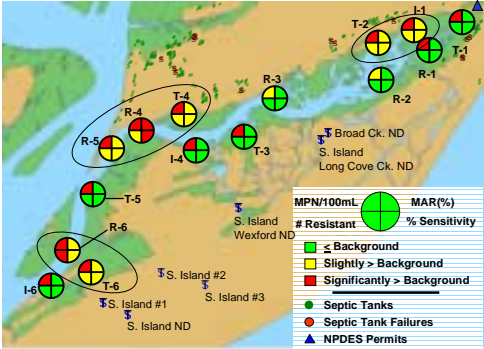 I-1
T-2
T-1
R-1
R-3
R-2
T-4
R-4
R-5
Broad Ck. ND
T-3
S. Island
I-4
Long Cove Ck. ND
T-5
MPN/100mL
MAR(%)
# Resistant
% Sensitivity
S. Island
Wexford ND
R-6
≤ Background
Slightly > Background
T-6
S. Island #2
Significantly > Background
I-6
S. Island #3
S. Island #1
Septic Tanks
S. Island ND
Septic Tank Failures
NPDES Permits